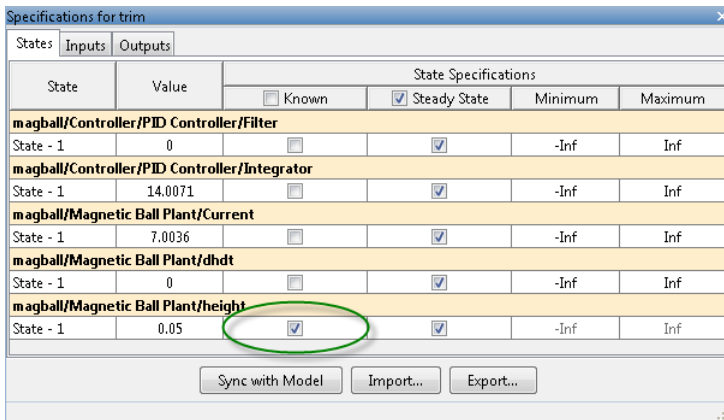 Specifications for trim
States Inputs Outputs
State Value State Specifications
Known Steady State Minimum Maximum
magball/Controller/PID Controller/Filter
State - 1 0 -Inf Inf
magball/Controller/PID Controller/Integrator
State - 1 14.0071 -Inf Inf
magball/Magnetic Ball Plant/Current
State - 1 7.0036 -Inf Inf
magball/Magnetic Ball Plant/dhdt
State - 1 0 -Inf Inf
magball/Magnetic Ball Plant/height
State - 1 0.05 -Inf Inf
Sync with Model Import... Export...